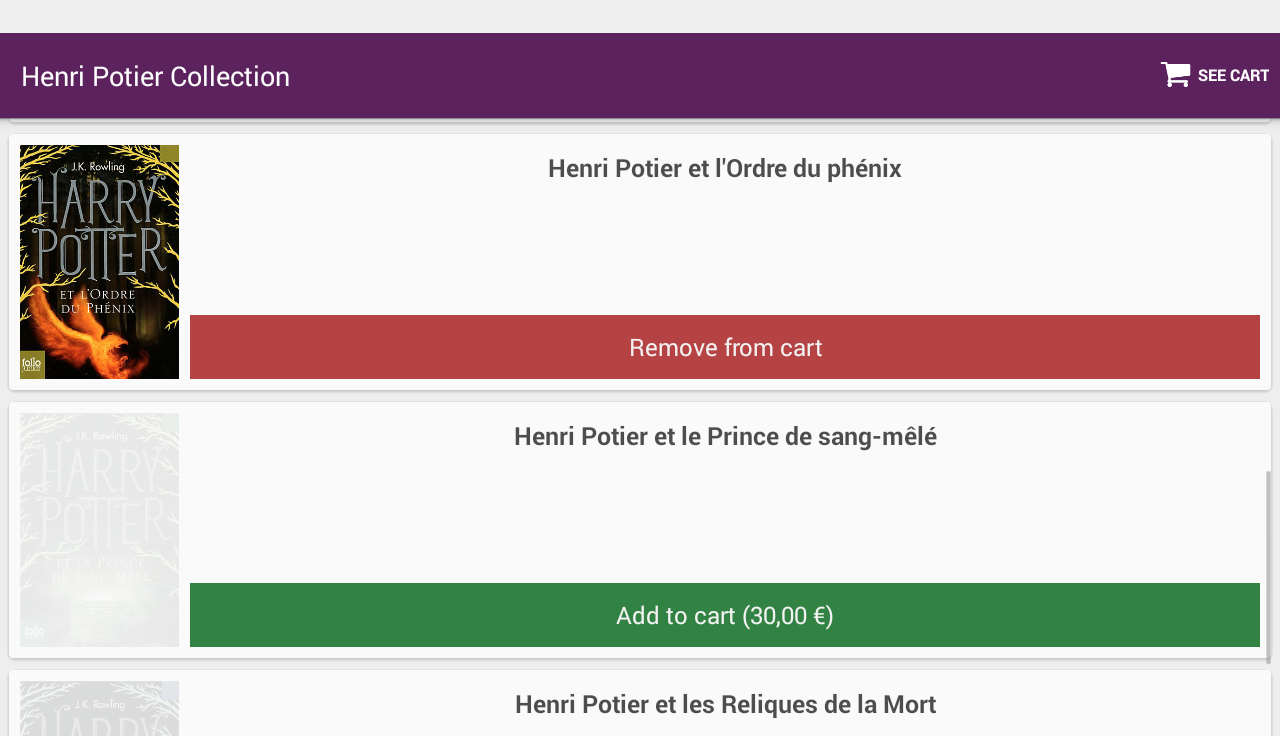 Henri Potier Collection
SEE CART
J.K. Rowling
HARRY
POTTER
ET L'ORDRE
DU PHÉNIX
folio
Henri Potier et l'Ordre du phénix
Remove from cart
J.K. Rowling
HARRY
POTTER
ET LE PRINCE
DE SANG-MÊLÉ
folio
Henri Potier et le Prince de sang-mêlé
Add to cart (30,00 €)
J.K. Rowling
HARRY
Henri Potier et les Reliques de la Mort